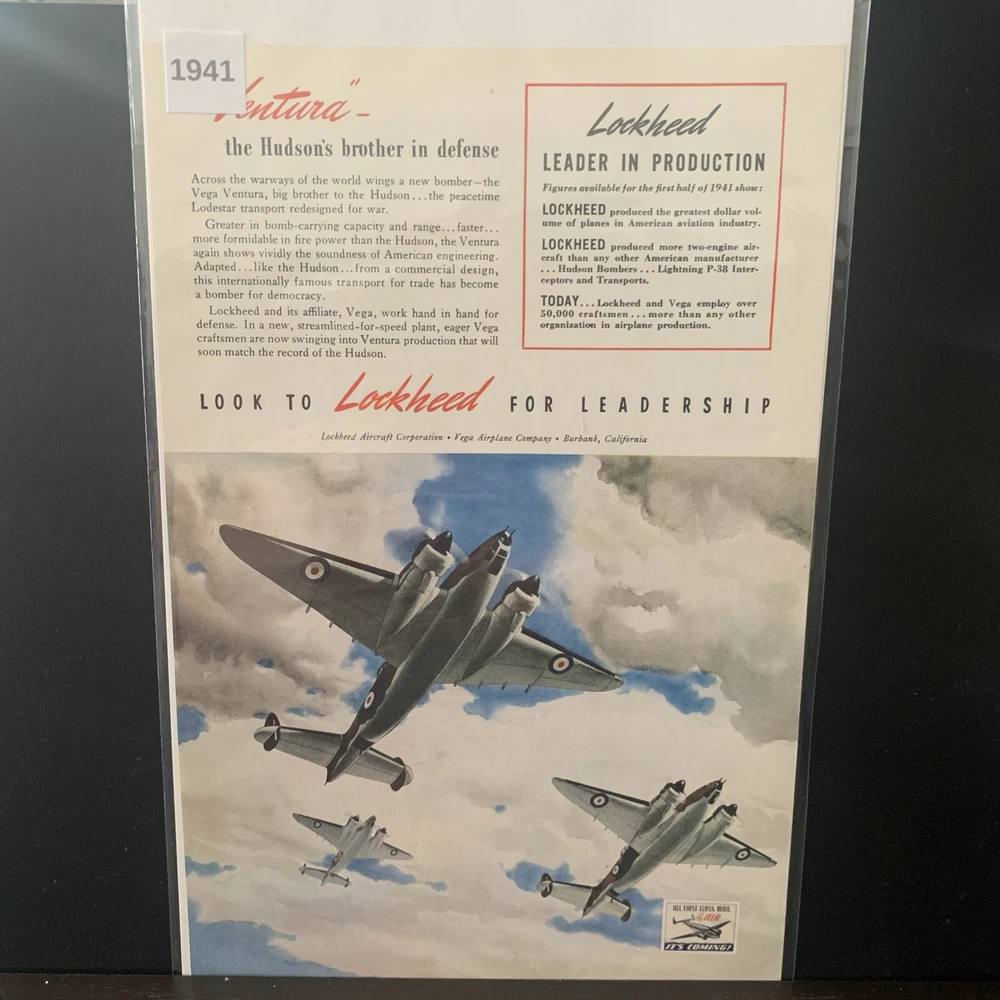 1941
Ventura"–
the Hudson's brother in defense
Across the warways of the world wings a new bomber—the
Vega Ventura, big brother to the Hudson...the peacetime
Lodestar transport redesigned for war.
Greater in bomb-carrying capacity and range...faster...
more formidable in fire power than the Hudson, the Ventura
again shows vividly the soundness of American engineering.
Adapted...like the Hudson...from a commercial design,
this internationally famous transport for trade has become
a bomber for democracy.
Lockheed and its affiliate, Vega, work hand in hand for
defense. In a new, streamlined-for-speed plant, eager Vega
craftsmen are now swinging into Ventura production that will
soon match the record of the Hudson.
Lockheed
LEADER IN PRODUCTION
Figures available for the first half of 1941 show:
LOCKHEED produced the greatest dollar vol-
ume of planes in American aviation industry.
LOCKHEED produced more two-engine air-
craft than any other American manufacturer
...Hudson Bombers...Lightning P-38 Inter-
ceptors and Transports.
TODAY...Lockheed and Vega employ over
50,000 craftsmen...more than any other
organization in airplane production.
LOOK TO Lockheed FOR LEADERSHIP
Lockheed Aircraft Corporation • Vega Airplane Company • Burbank, California
ALL FIRST CLASS MAIL
BY AIR
IT'S COMING!